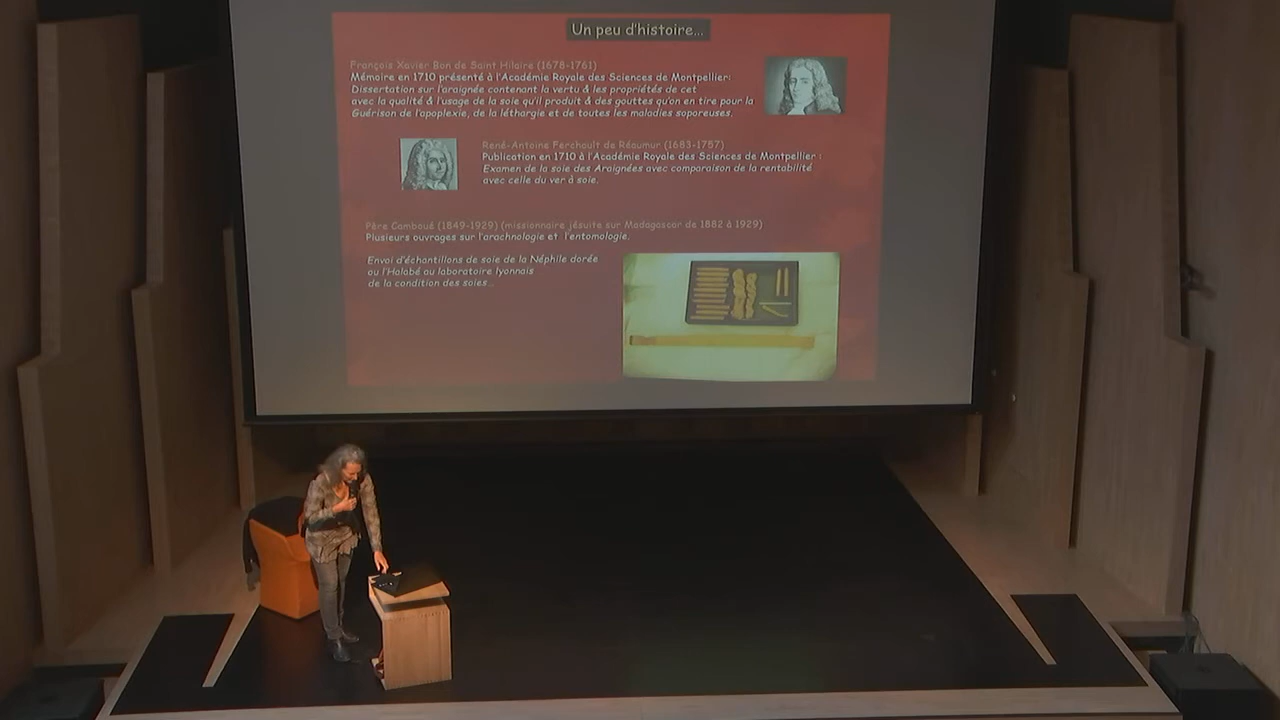 Un peu d'histoire...
François Xavier Bon de Saint Hilaire (1678-1761)
Mémoire en 1710 présenté à l'Académie Royale des Sciences de Montpellier:
Dissertation sur l'araignée contenant la vertu & les propriétés de cet
avec la qualité & l'usage de la soie qu'il produit & des gouttes qu'on en tire pour la
Guérison de l'apoplexie, de la léthargie et de toutes les maladies soporeuses.
René-Antoine Ferchault de Réaumur (1683-1757)
Publication en 1710 à l'Académie Royale des Sciences de Montpellier :
Examen de la soie des Araignées avec comparaison de la rentabilité
avec celle du ver à soie.
Père Camboué (1849-1929) (missionnaire jésuite sur Madagascar de 1882 à 1929)
Plusieurs ouvrages sur l'arachnologie et l'entomologie.
Envoi d'échantillons de soie de la Néphile dorée
ou l'Halabé au laboratoire lyonnais
de la condition des soies...